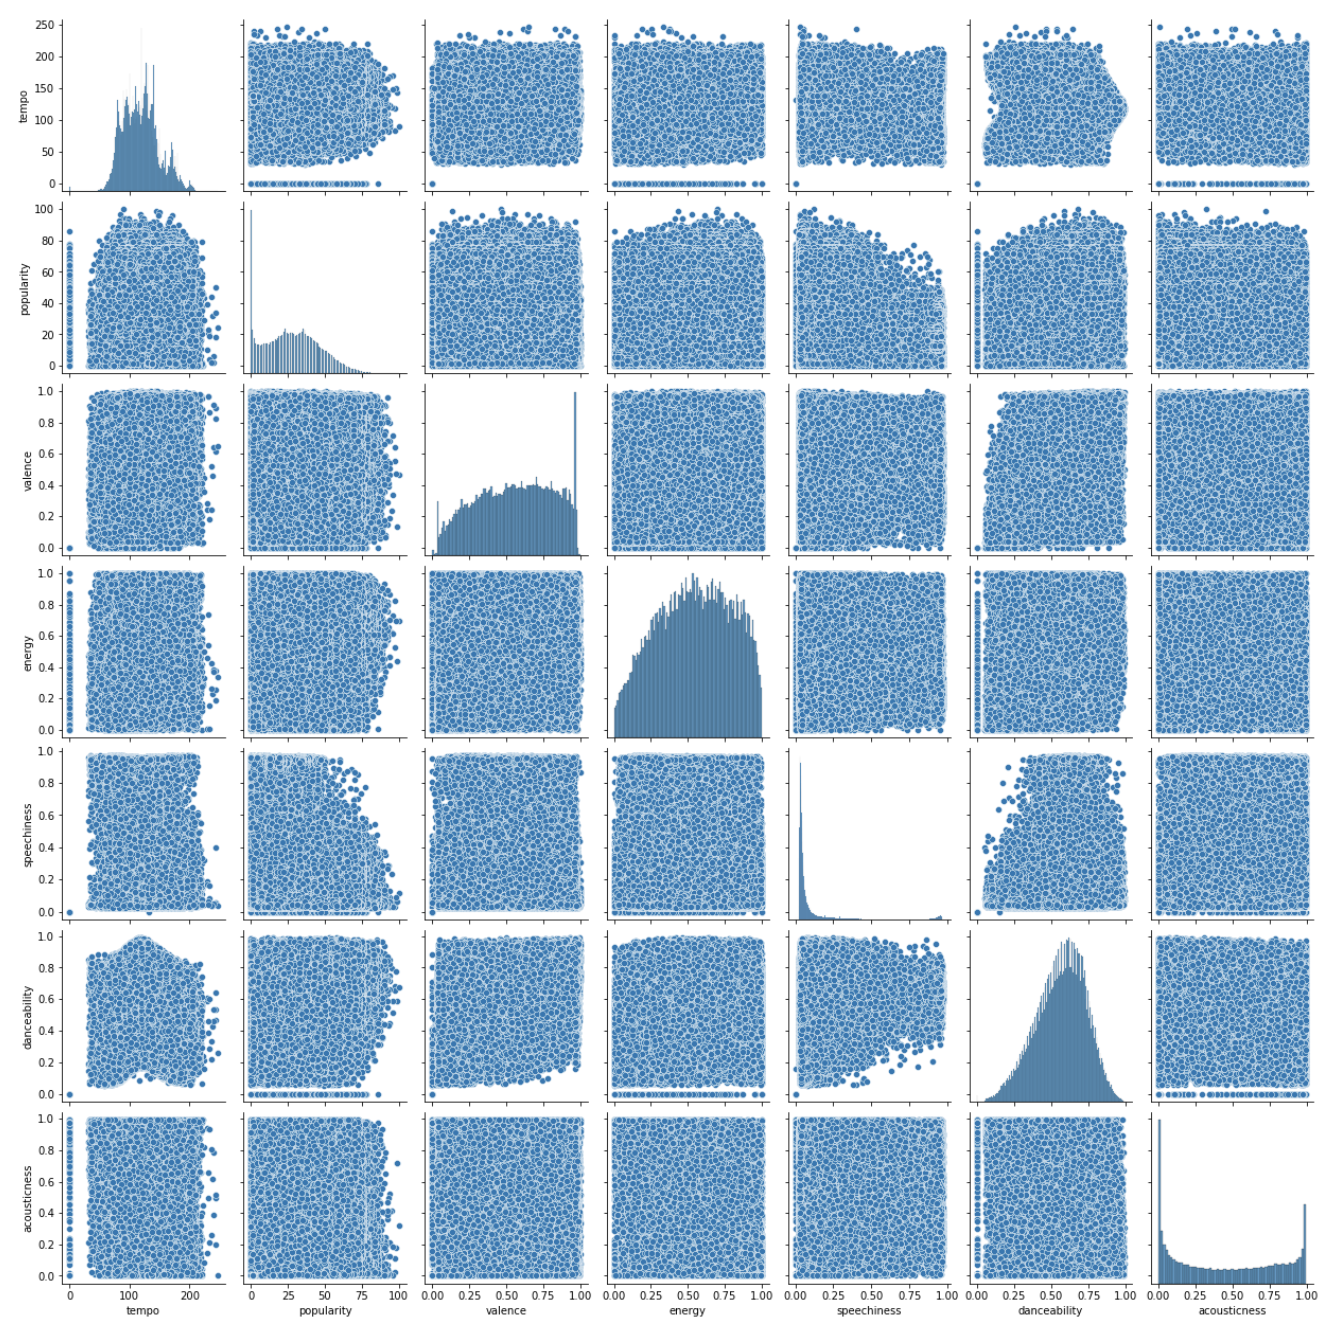 250
200
150
100
50
0
tempo
100
80
60
40
20
0
popularity
1.0
0.8
0.6
0.4
0.2
0.0
valence
1.0
0.8
0.6
0.4
0.2
0.0
energy
1.0
0.8
0.6
0.4
0.2
0.0
speechiness
1.0
0.8
0.6
0.4
0.2
0.0
danceability
1.0
0.8
0.6
0.4
0.2
0.0
acousticness
0 100 200
0 25 50 75 100
0.00 0.25 0.50 0.75 1.00
0.00 0.25 0.50 0.75 1.00
0.00 0.25 0.50 0.75 1.00
0.00 0.25 0.50 0.75 1.00
0.00 0.25 0.50 0.75 1.00
tempo popularity valence energy speechiness danceability acousticness